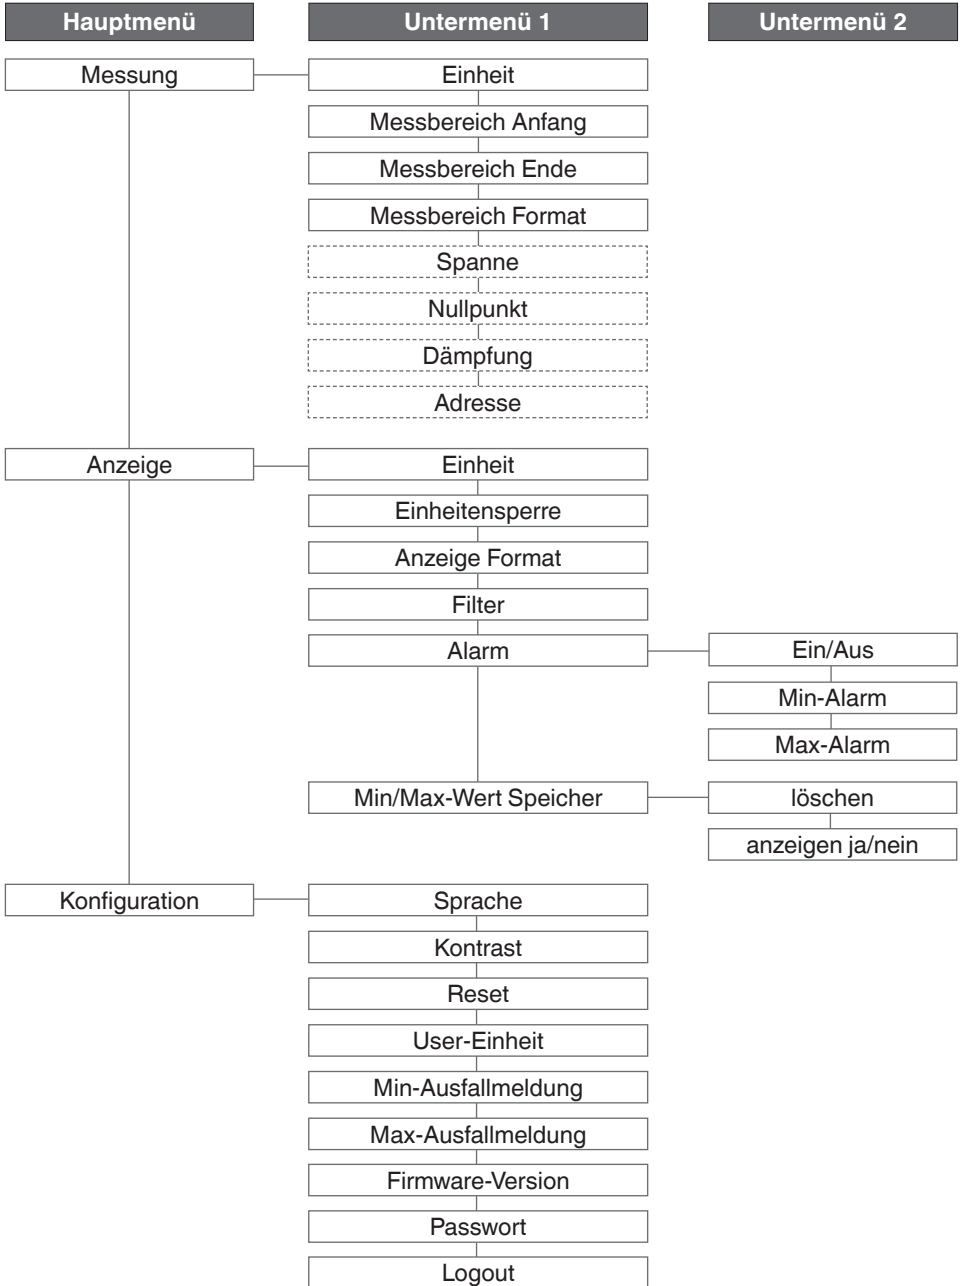 Hauptmenü Untermenü 1 Untermenü 2
Messung Einheit
Messbereich Anfang
Messbereich Ende
Messbereich Format
Spanne
Nullpunkt
Dämpfung
Adresse
Anzeige Einheit
Einheitensperre
Anzeige Format
Filter
Alarm Ein/Aus
Min-Alarm
Max-Alarm
Min/Max-Wert Speicher löschen
anzeigen ja/nein
Konfiguration Sprache
Kontrast
Reset
User-Einheit
Min-Ausfallmeldung
Max-Ausfallmeldung
Firmware-Version
Passwort
Logout